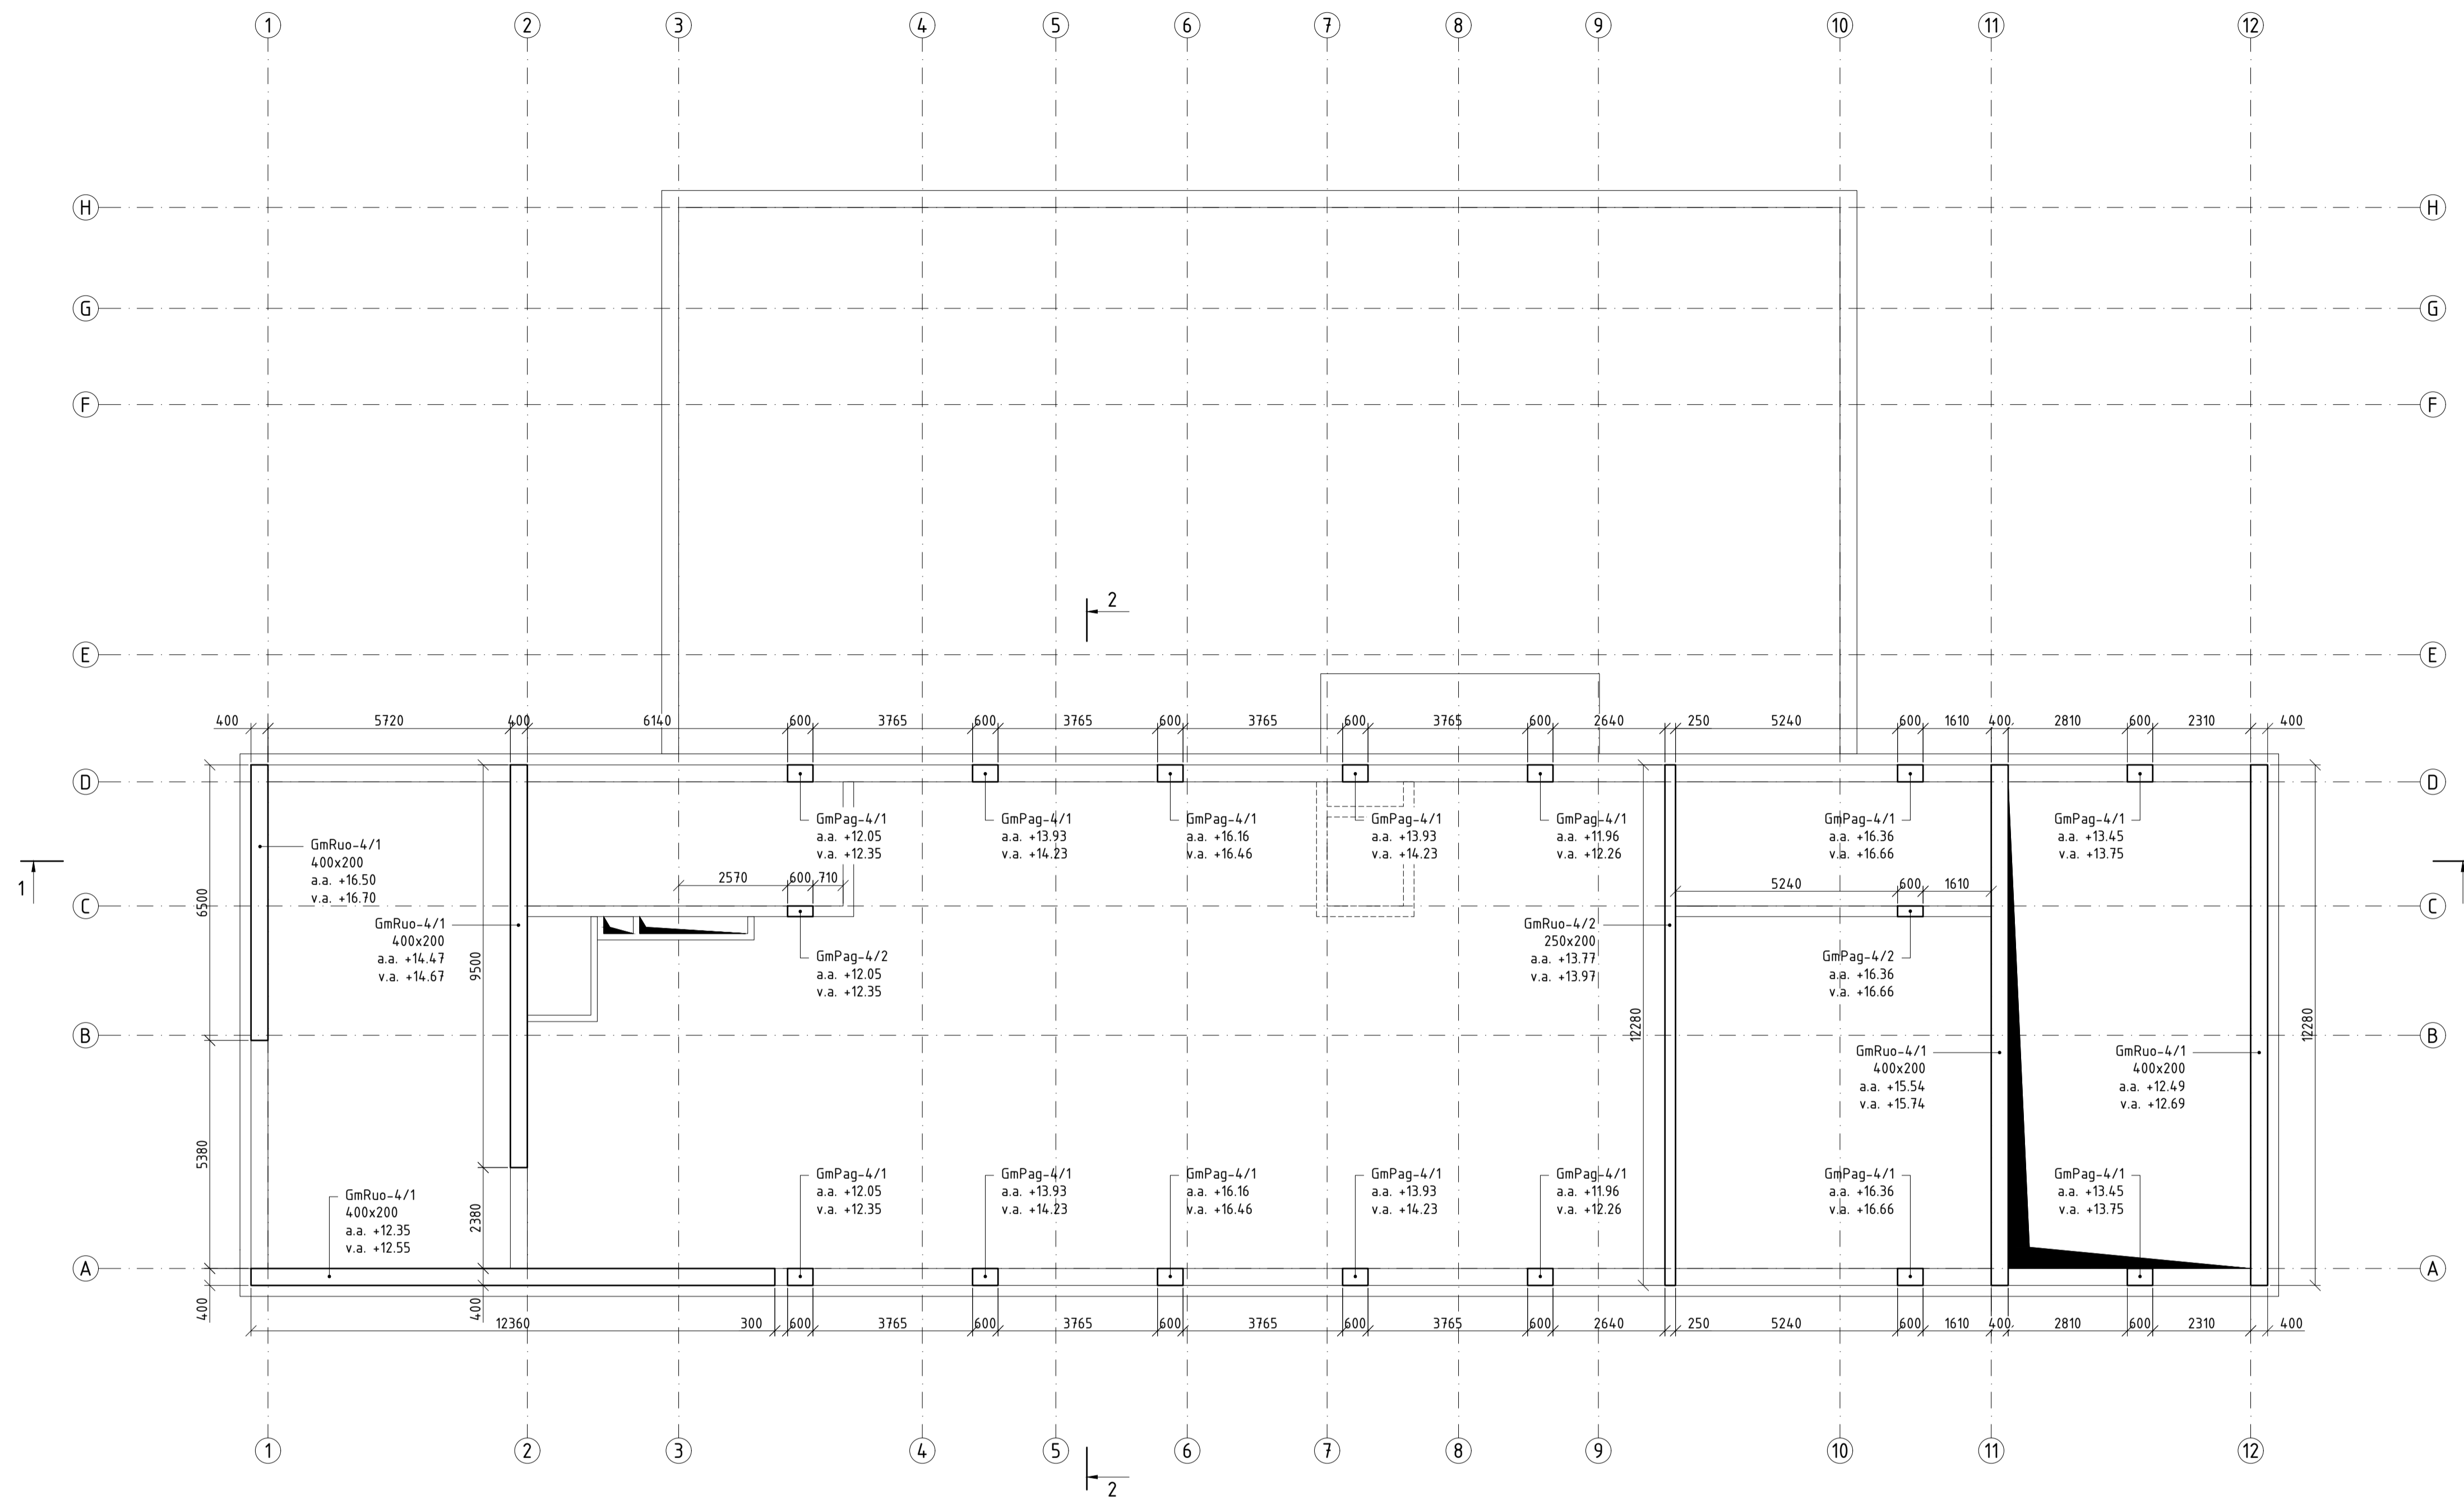 1 2 3 4 5 6 7 8 9 10 11 12
H H
G G
F F
2
E E
400 5720 400 6140 600 3765 600 3765 600 3765 600 3765 600 2640 250 5240 600 1610 400 2810 600 2310 400
D D
GmPag-4/1
a.a. +12.05
v.a. +12.35
GmPag-4/1
a.a. +13.93
v.a. +14.23
GmPag-4/1
a.a. +16.16
v.a. +16.46
GmPag-4/1
a.a. +13.93
v.a. +14.23
GmPag-4/1
a.a. +11.96
v.a. +12.26
GmPag-4/1
a.a. +16.36
v.a. +16.66
GmPag-4/1
a.a. +13.45
v.a. +13.75
GmRuo-4/1
400x200
a.a. +16.50
v.a. +16.70
1
6500
2570 600 710
5240 600 1610
C C
GmRuo-4/1
400x200
a.a. +14.47
v.a. +14.67
9500
GmPag-4/2
a.a. +12.05
v.a. +12.35
GmRuo-4/2
250x200
a.a. +13.77
v.a. +13.97
GmPag-4/2
a.a. +16.36
v.a. +16.66
12280
12280
B B
GmRuo-4/1
400x200
a.a. +15.54
v.a. +15.74
GmRuo-4/1
400x200
a.a. +12.49
v.a. +12.69
5380
2380
GmRuo-4/1
400x200
a.a. +12.35
v.a. +12.55
GmPag-4/1
a.a. +12.05
v.a. +12.35
GmPag-4/1
a.a. +13.93
v.a. +14.23
GmPag-4/1
a.a. +16.16
v.a. +16.46
GmPag-4/1
a.a. +13.93
v.a. +14.23
GmPag-4/1
a.a. +11.96
v.a. +12.26
GmPag-4/1
a.a. +16.36
v.a. +16.66
GmPag-4/1
a.a. +13.45
v.a. +13.75
A A
400
400
12360 300 600 3765 600 3765 600 3765 600 3765 600 2640 250 5240 600 1610 400 2810 600 2310 400
1 2 3 4 5 6 7 8 9 10 11 12
2